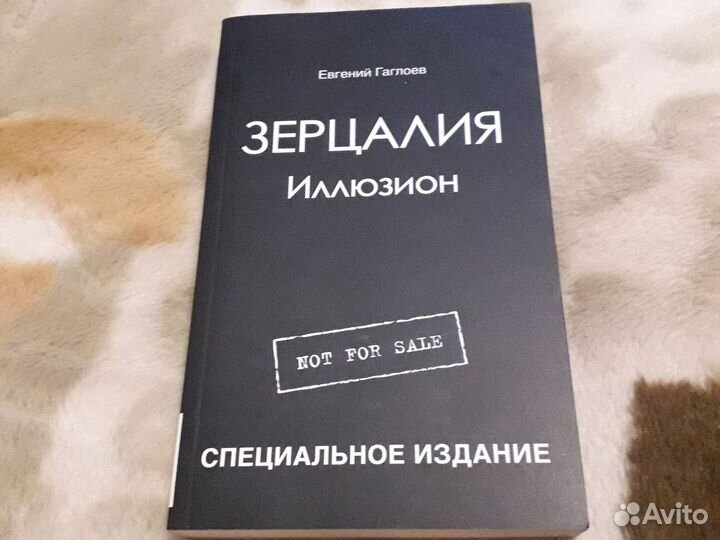 Евгений Гаглоев
ЗЕРЦАЛИЯ
Иллюзион
NOT FOR SALE
СПЕЦИАЛЬНОЕ ИЗДАНИЕ
Avito